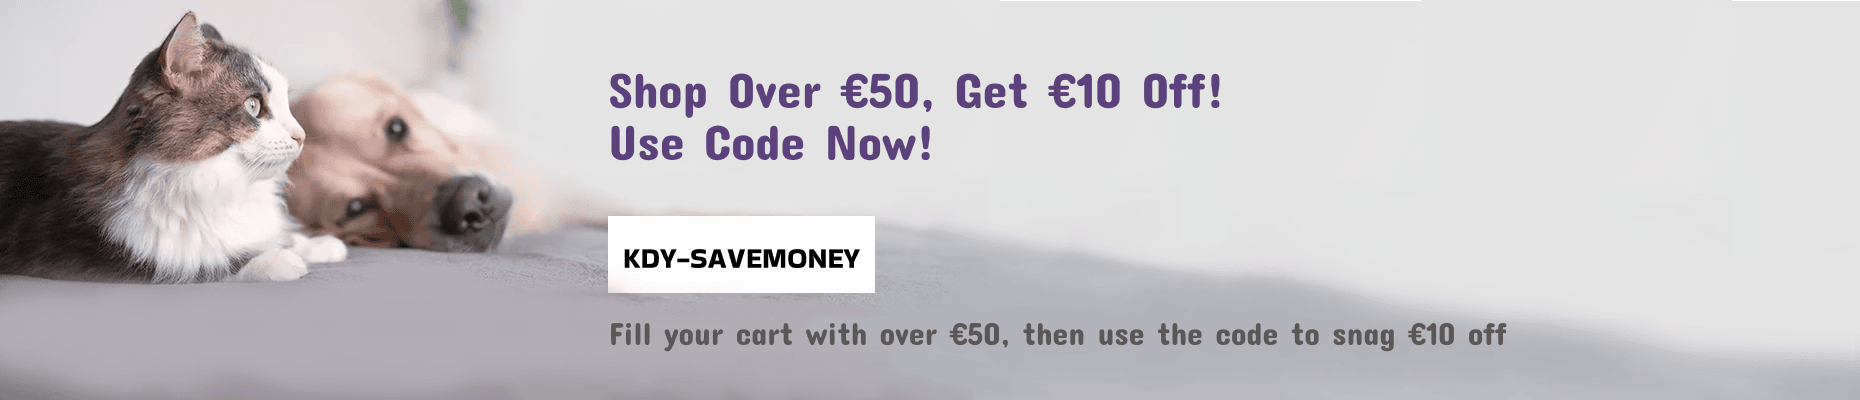 Shop Over €50, Get €10 Off!
Use Code Now!
KDY-SAVEMONEY
Fill your cart with over €50, then use the code to snag €10 off